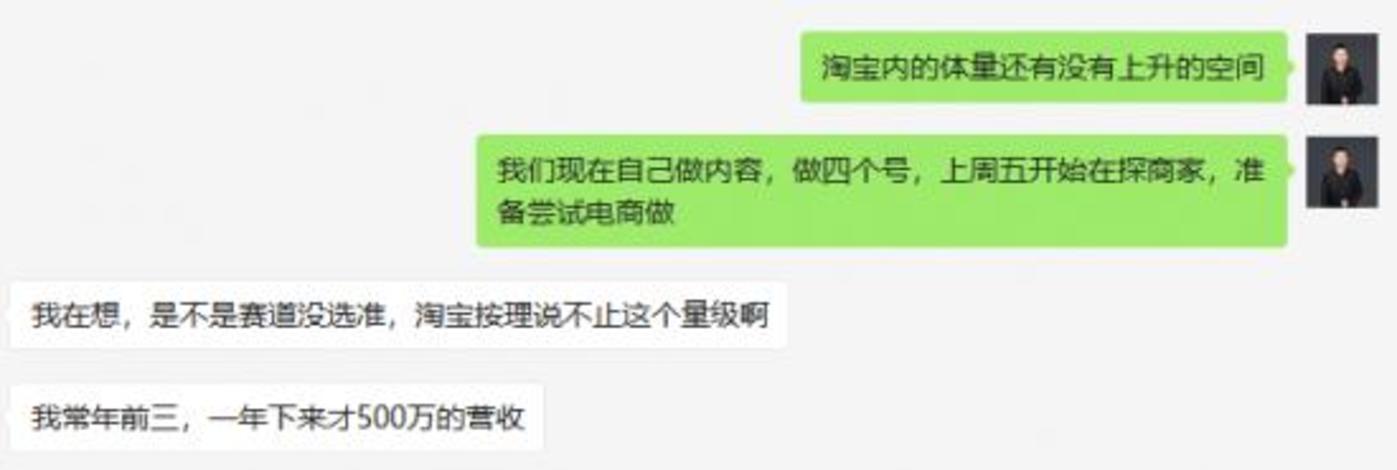 淘宝内的体量还有没有上升的空间
我们现在自己做内容，做四个号，上周五开始在探商家，准
备尝试电商做
我在想，是不是赛道没选准，淘宝按理说不止这个量级啊
我常年前三，一年下来才500万的营收